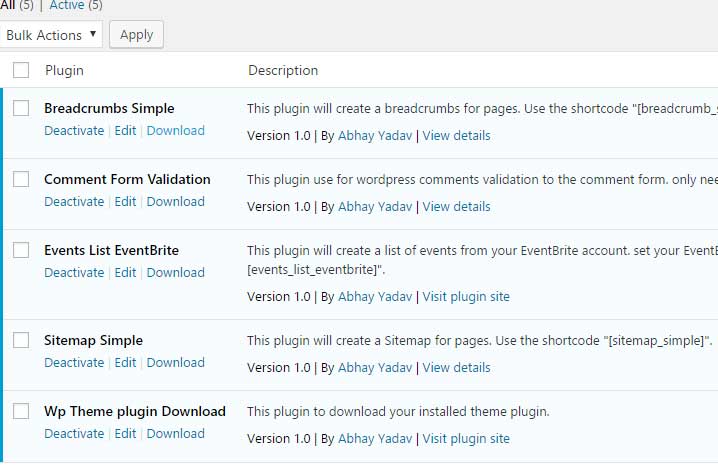 All (5) | Active (5)
Bulk Actions ▼ Apply
Plugin Description
Breadcrumbs Simple This plugin will create a breadcrumbs for pages. Use the shortcode "[breadcrumb_
Deactivate | Edit | Download
Version 1.0 | By Abhay Yadav | View details
Comment Form Validation This plugin use for wordpress comments validation to the comment form. only
Deactivate | Edit | Download
Version 1.0 | By Abhay Yadav | View details
Events List EventBrite This plugin will create a list of events from your EventBrite account. set your
Deactivate | Edit | Download [events_list_eventbrite]".
Version 1.0 | By Abhay Yadav | Visit plugin site
Sitemap Simple This plugin will create a Sitemap for pages. Use the shortcode "[sitemap_simple]".
Deactivate | Edit | Download
Version 1.0 | By Abhay Yadav | View details
Wp Theme plugin Download This plugin to download your installed theme plugin.
Deactivate | Edit | Download
Version 1.0 | By Abhay Yadav | Visit plugin site